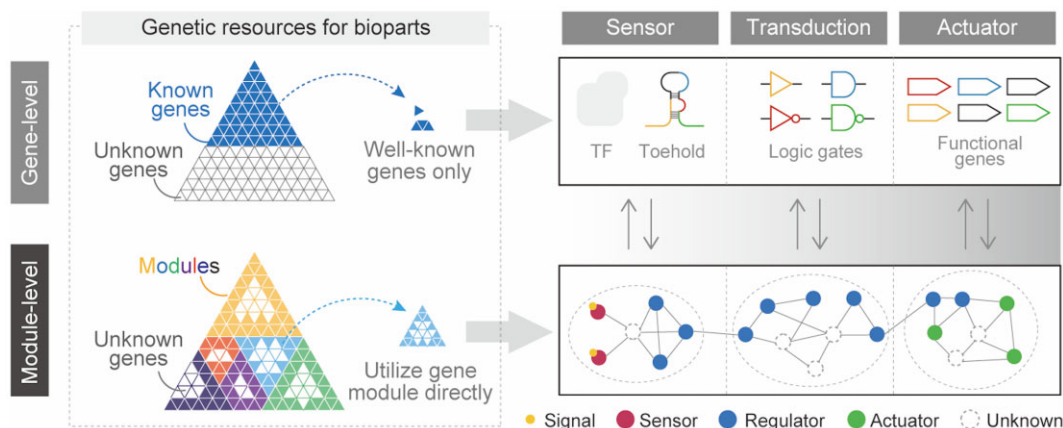 Genetic resources for bioparts
Sensor
Transduction
Actuator
Gene-level
Known
genes
Unknown
genes
Well-known
genes only
TF
Toehold
Logic gates
Functional
genes
Module-level
Modules
Unknown
genes
Utilize gene
module directly
Signal
Sensor
Regulator
Actuator
Unknown